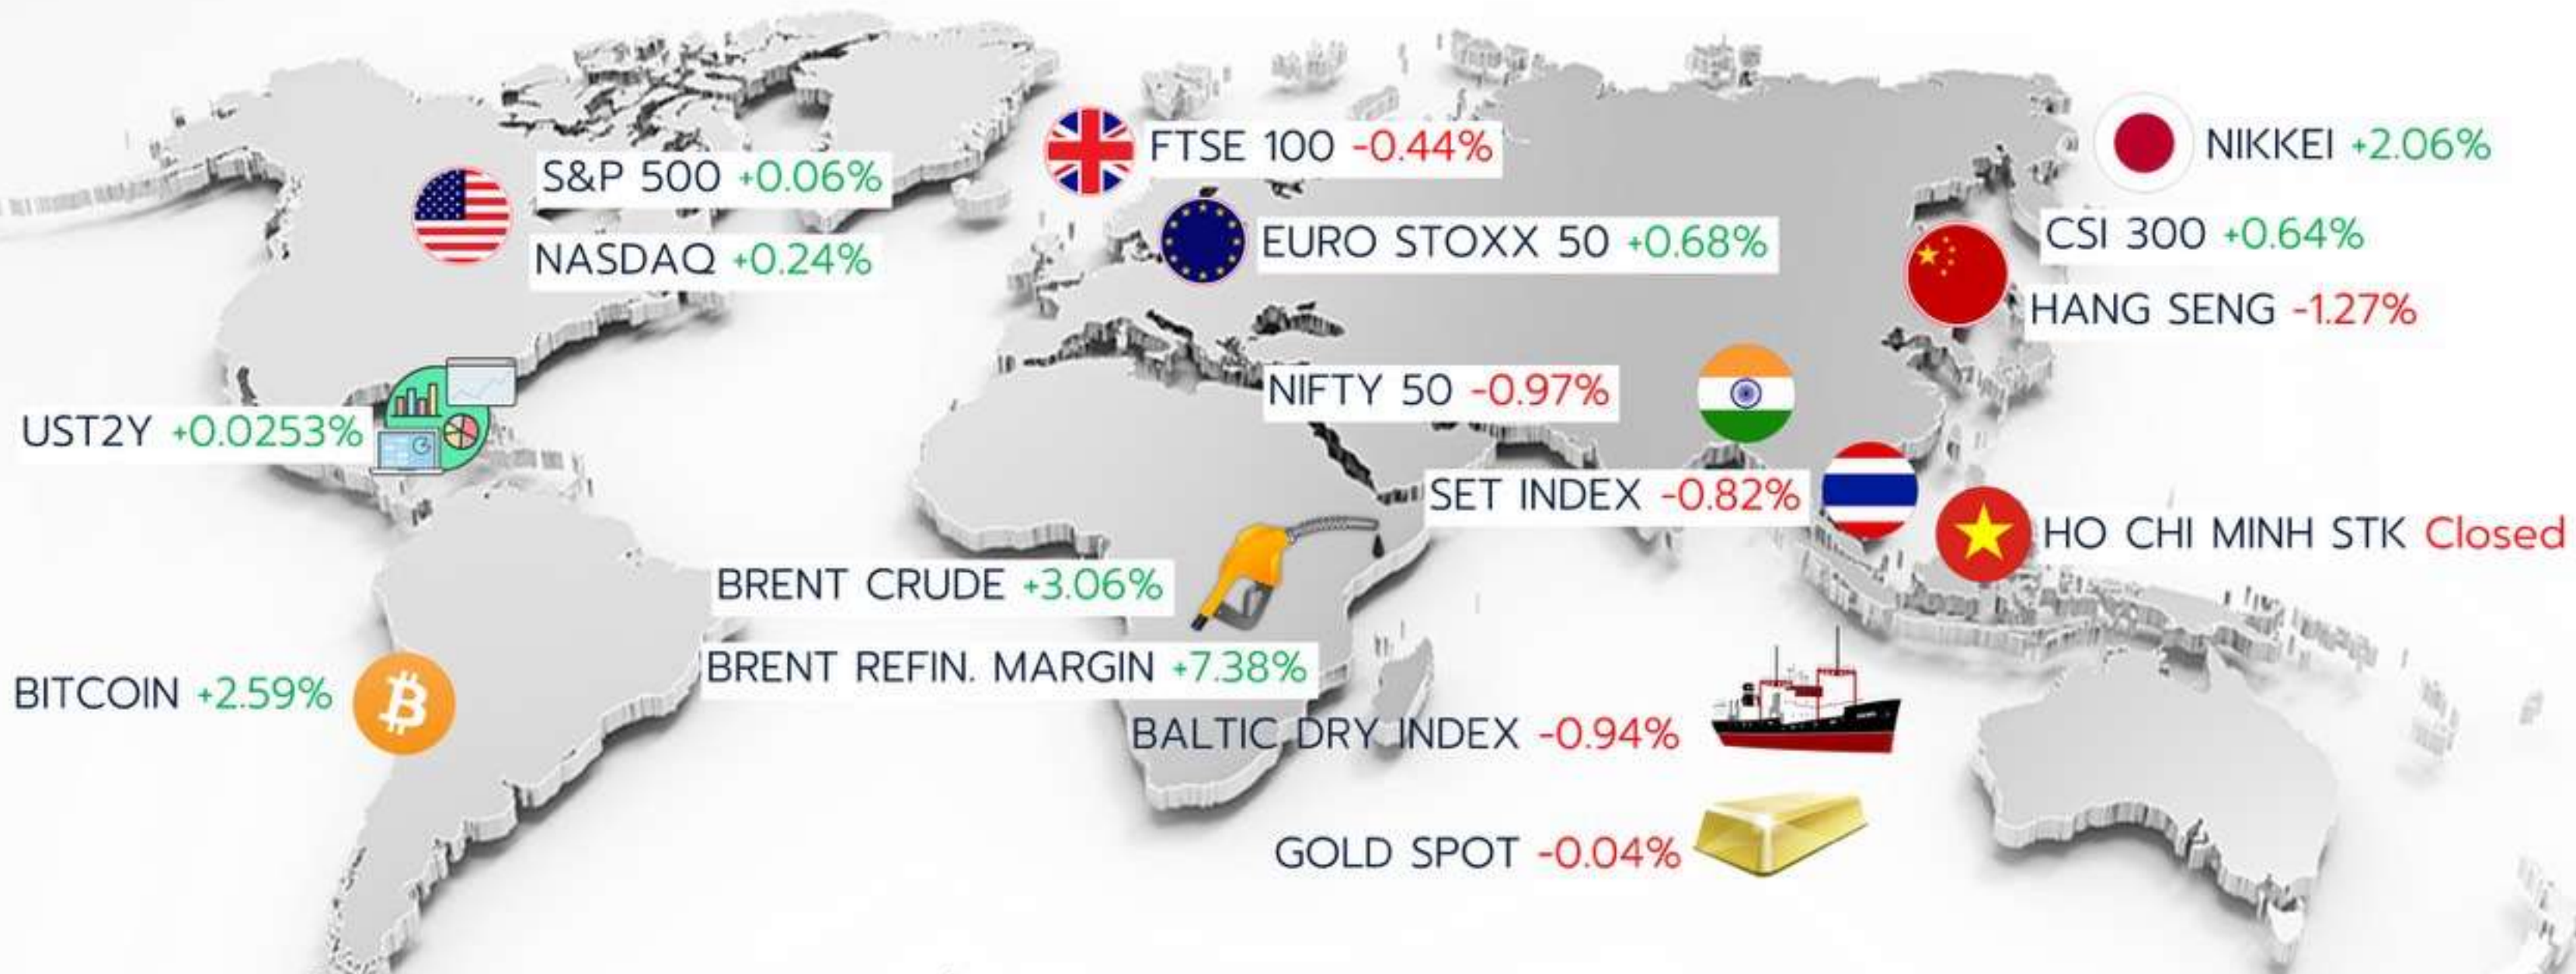 S&P 500 +0.06%
NASDAQ +0.24%
FTSE 100 -0.44%
EURO STOXX 50 +0.68%
NIKKEI +2.06%
CSI 300 +0.64%
HANG SENG -1.27%
UST2Y +0.0253%
NIFTY 50 -0.97%
SET INDEX -0.82%
HO CHI MINH STK Closed
BRENT CRUDE +3.06%
BRENT REFIN. MARGIN +7.38%
BITCOIN +2.59%
BALTIC DRY INDEX -0.94%
GOLD SPOT -0.04%